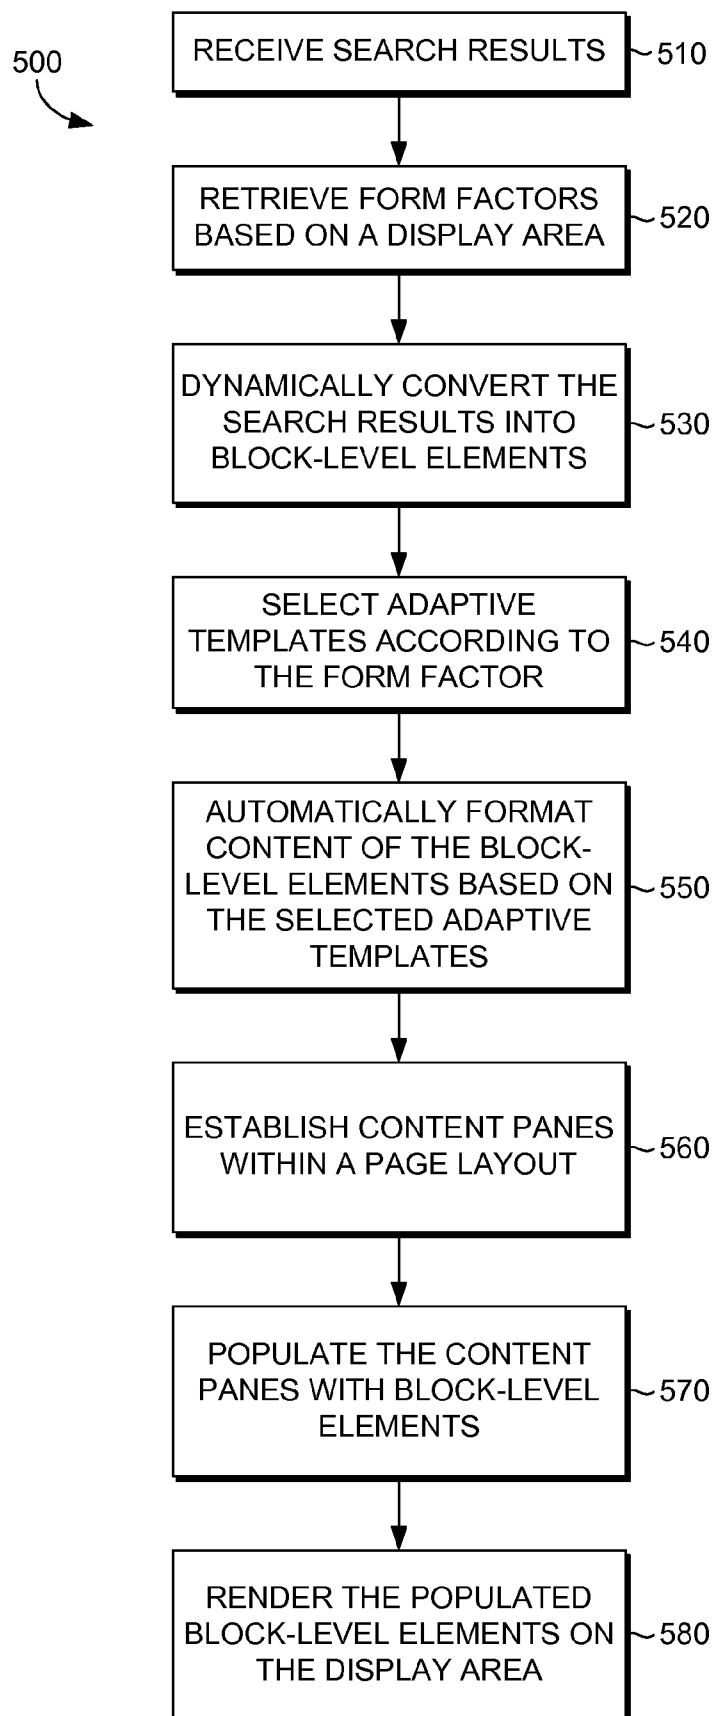 500
RECEIVE SEARCH RESULTS
510
RETRIEVE FORM FACTORS
BASED ON A DISPLAY AREA
520
DYNAMICALLY CONVERT THE
SEARCH RESULTS INTO
BLOCK-LEVEL ELEMENTS
530
SELECT ADAPTIVE
TEMPLATES ACCORDING TO
THE FORM FACTOR
540
AUTOMATICALLY FORMAT
CONTENT OF THE BLOCK-
LEVEL ELEMENTS BASED ON
THE SELECTED ADAPTIVE
TEMPLATES
550
ESTABLISH CONTENT PANES
WITHIN A PAGE LAYOUT
560
POPULATE THE CONTENT
PANES WITH BLOCK-LEVEL
ELEMENTS
570
RENDER THE POPULATED
BLOCK-LEVEL ELEMENTS ON
THE DISPLAY AREA
580